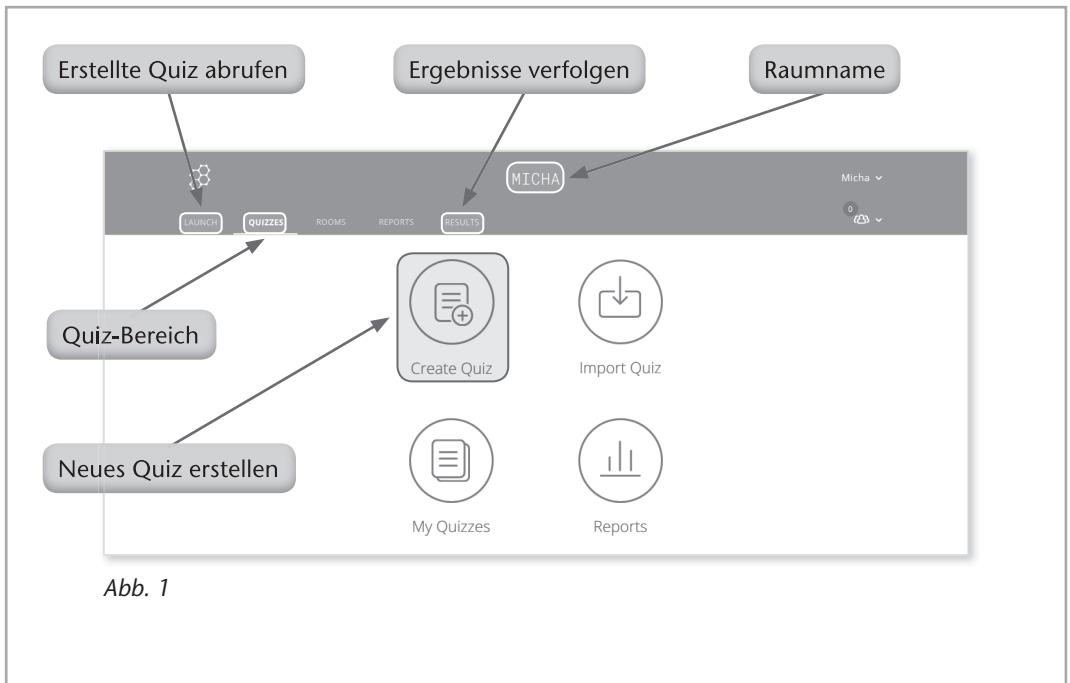 Erstellte Quiz abrufen
Ergebnisse verfolgen
Raumname
MICHA
Micha
LAUNCH
QUIZZES
ROOMS
REPORTS
RESULTS
0
Quiz-Bereich
Create Quiz
Import Quiz
Neues Quiz erstellen
My Quizzes
Reports
Abb. 1